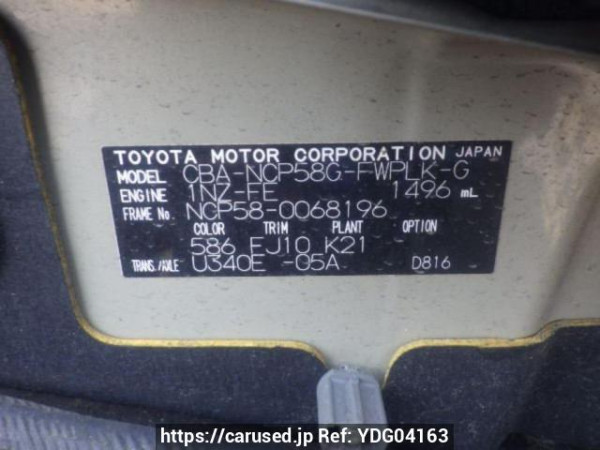 TOYOTA MOTOR CORPORATION JAPAN
MODEL CBA-NCP58G-FWPLK-G
ENGINE 1NZ-FE 1496 mL
FRAME No. NCP58-0068196
COLOR TRIM PLANT OPTION
586 FJ10 K21
TRANS./AXLE U340E -05A D816
https://carused.jp Ref: YDG04163